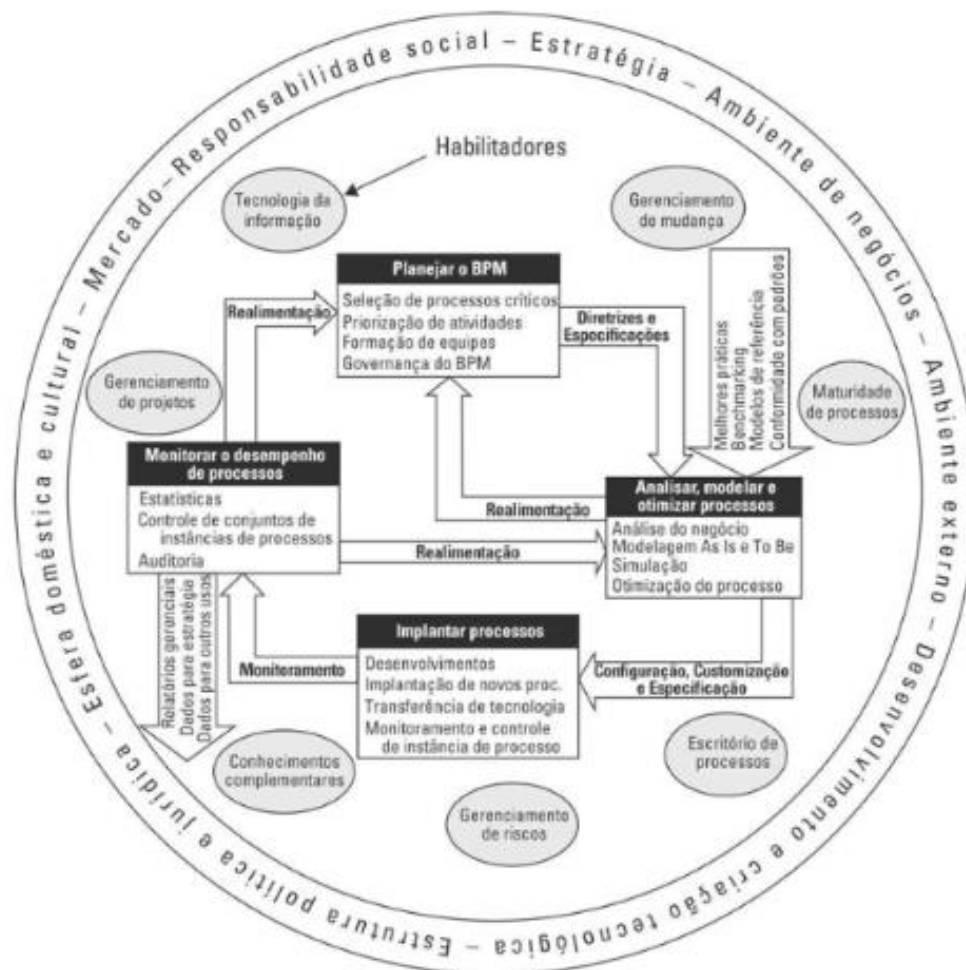 Mercado – Responsabilidade social – Estratégia – Ambiente de negócios – Ambiente externo – Desenvolvimento e criação tecnológica – Estrutura política e jurídica – Esfera doméstica e cultural –
Habilitadores
Tecnologia da
informação
Gerenciamento
de mudança
Planejar o BPM
Seleção de processos críticos
Priorização de atividades
Formação de equipes
Governança do BPM
Realimentação
Diretrizes e
Especificações
Melhores práticas
Benchmarking
Modelos de referência
Conformidade com padrões
Gerenciamento
de projetos
Maturidade
de processos
Monitorar o desempenho
de processos
Estatísticas
Controle de conjuntos de
instâncias de processos
Auditoria
Realimentação
Realimentação
Analisar, modelar e
otimizar processos
Análise do negócio
Modelagem As Is e To Be
Simulação
Otimização do processo
Relatórios gerenciais
Dados para estratégia
Dados para outros usos
Monitoramento
Implantar processos
Desenvolvimentos
Implantação de novos proc.
Transferência de tecnologia
Monitoramento e controle
de instância de processo
Configuração, Customização
e Especificação
Conhecimentos
complementares
Gerenciamento
de riscos
Escritório de
processos